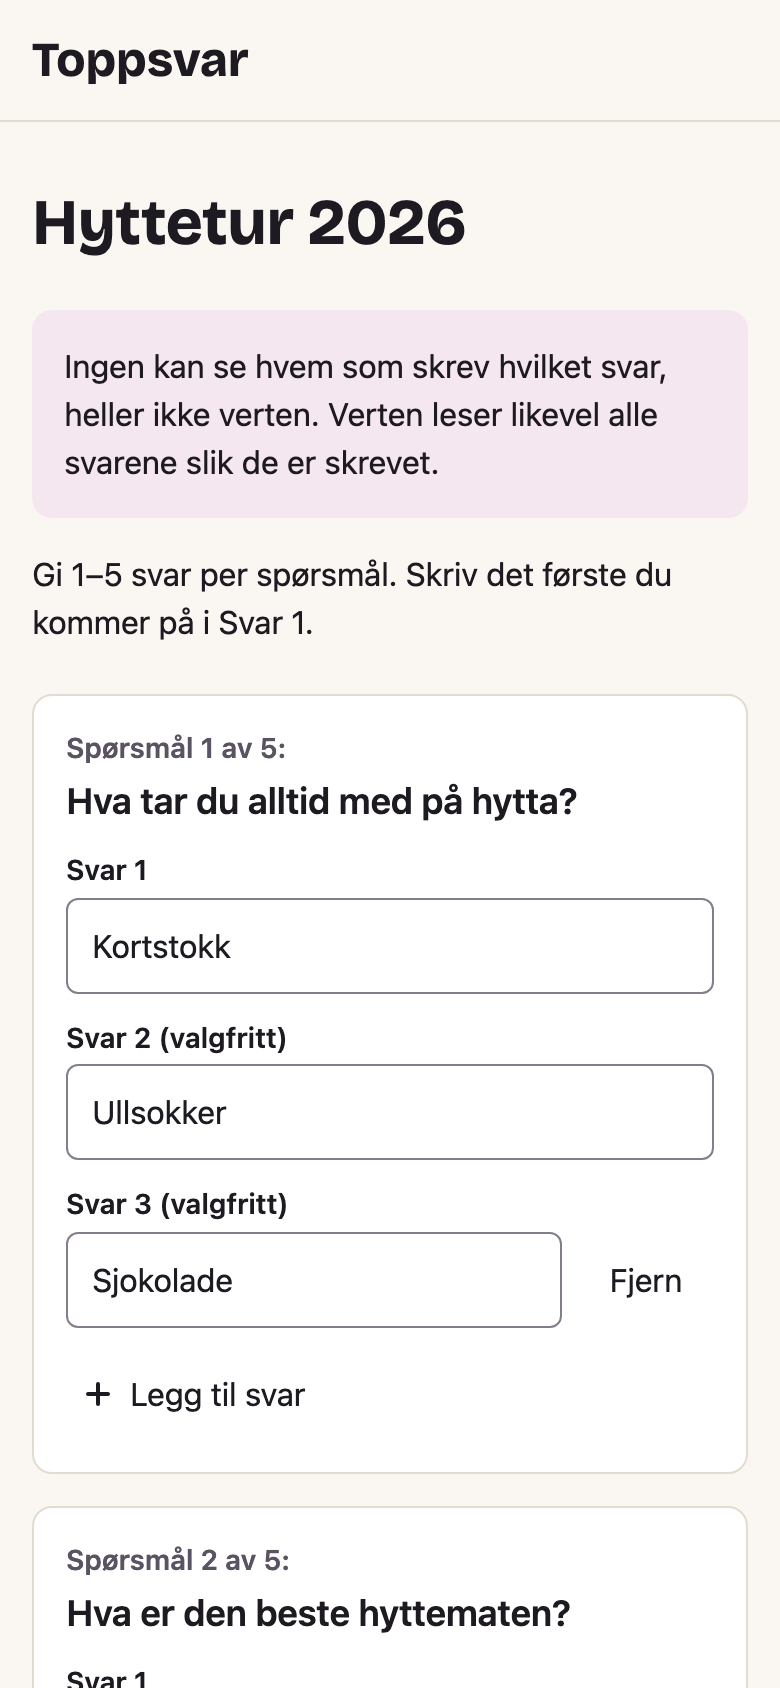 Toppsvar
Hyttetur 2026
Ingen kan se hvem som skrev hvilket svar,
heller ikke verten. Verten leser likevel alle
svarene slik de er skrevet.
Gi 1–5 svar per spørsmål. Skriv det første du
kommer på i Svar 1.
Spørsmål 1 av 5:
Hva tar du alltid med på hytta?
Svar 1
Kortstokk
Svar 2 (valgfritt)
Ullsokker
Svar 3 (valgfritt)
Sjokolade
Fjern
+ Legg til svar
Spørsmål 2 av 5:
Hva er den beste hyttematen?
Svar 1